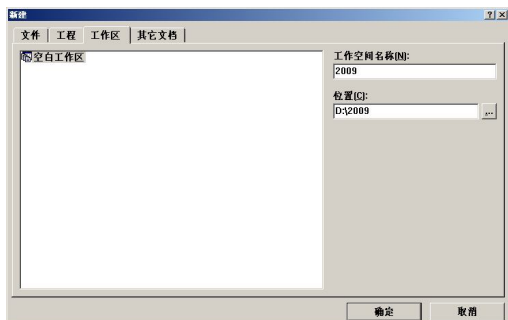 新建
文件 工程 工作区 其它文档
空白工作区
工作空间名称(N):
2009
位置(C):
D:\2009
...
确定 取消